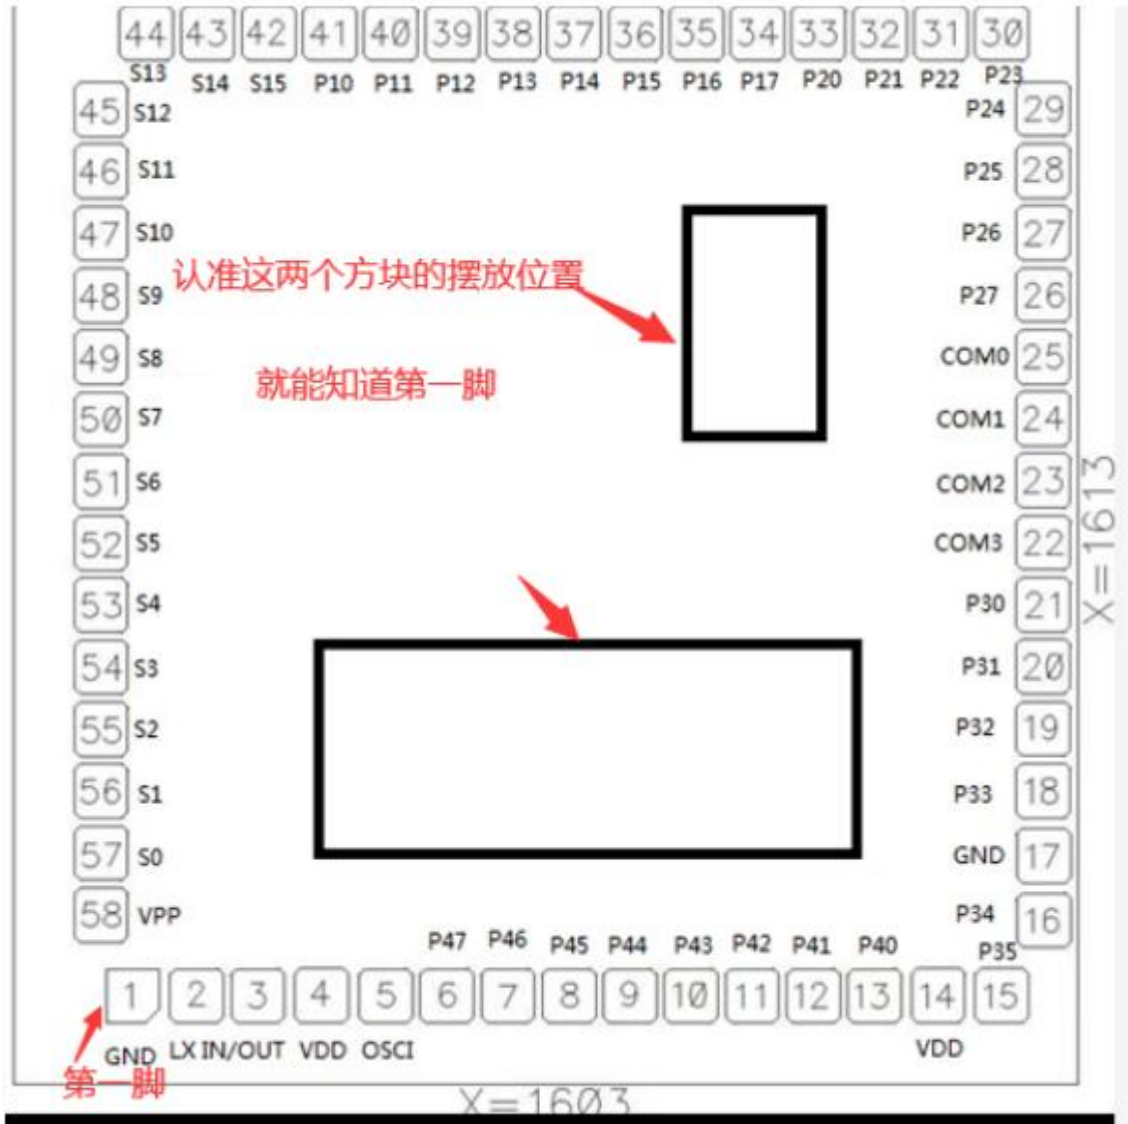 44 43 42 41 40 39 38 37 36 35 34 33 32 31 30
S13 S14 S15 P10 P11 P12 P13 P14 P15 P16 P17 P20 P21 P22 P23
45 S12 P24 29
46 S11 P25 28
47 S10 P26 27
认准这两个方块的摆放位置
48 S9 P27 26
49 S8 COM0 25
就能知道第一脚
50 S7 COM1 24
51 S6 COM2 23
52 S5 COM3 22
X=1613
53 S4 P30 21
54 S3 P31 20
55 S2 P32 19
56 S1 P33 18
57 S0 GND 17
58 VPP P34 16
P47 P46 P45 P44 P43 P42 P41 P40 P35
1 2 3 4 5 6 7 8 9 10 11 12 13 14 15
GND LX IN/OUT VDD OSCI VDD
第一脚
X=1603